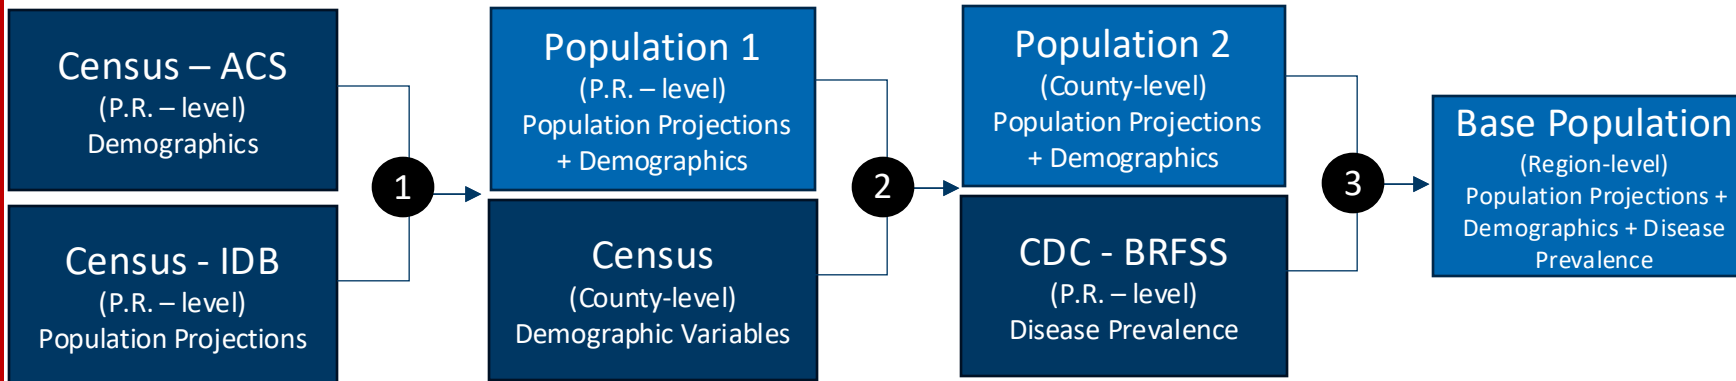 Census – ACS
(P.R. – level)
Demographics
Census - IDB
(P.R. – level)
Population Projections
1
Population 1
(P.R. – level)
Population Projections
+ Demographics
Census
(County-level)
Demographic Variables
2
Population 2
(County-level)
Population Projections
+ Demographics
CDC - BRFSS
(P.R. – level)
Disease Prevalence
3
Base Population
(Region-level)
Population Projections +
Demographics + Disease
Prevalence